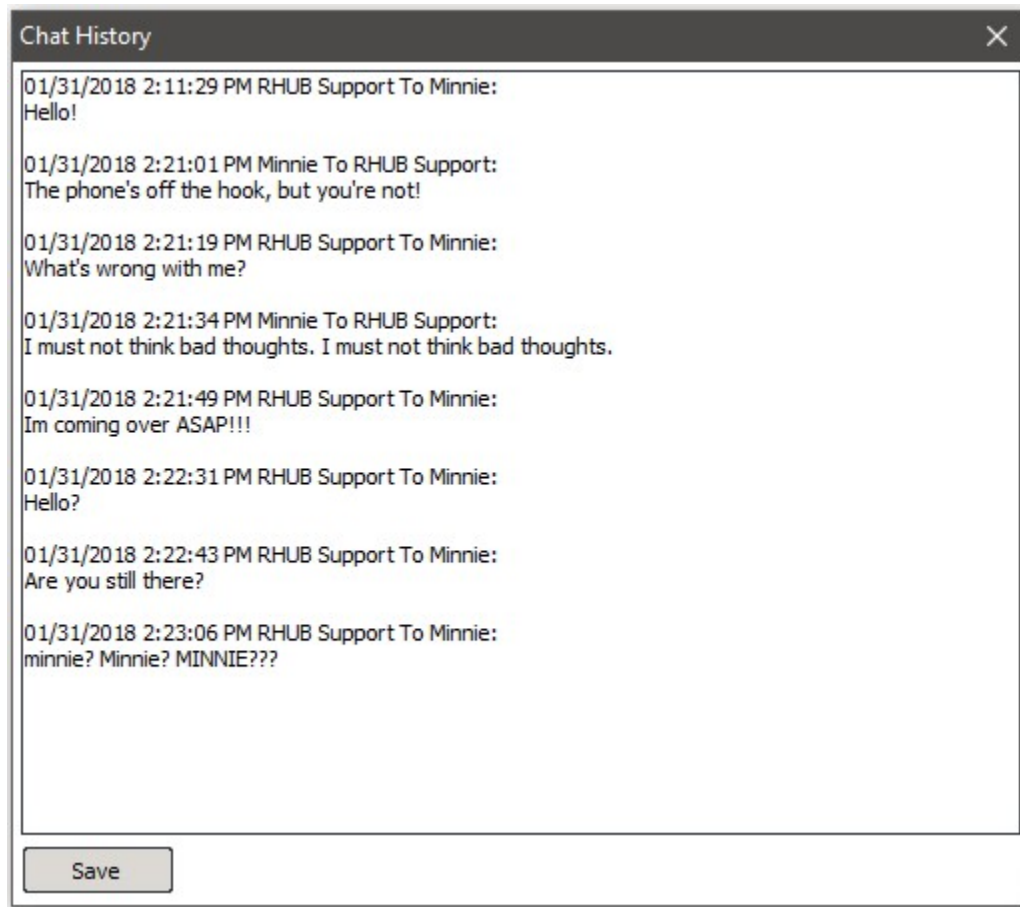 Chat History
01/31/2018 2:11:29 PM RHUB Support To Minnie:
Hello!
01/31/2018 2:21:01 PM Minnie To RHUB Support:
The phone's off the hook, but you're not!
01/31/2018 2:21:19 PM RHUB Support To Minnie:
What's wrong with me?
01/31/2018 2:21:34 PM Minnie To RHUB Support:
I must not think bad thoughts. I must not think bad thoughts.
01/31/2018 2:21:49 PM RHUB Support To Minnie:
Im coming over ASAP!!!
01/31/2018 2:22:31 PM RHUB Support To Minnie:
Hello?
01/31/2018 2:22:43 PM RHUB Support To Minnie:
Are you still there?
01/31/2018 2:23:06 PM RHUB Support To Minnie:
minnie? Minnie? MINNIE???
Save